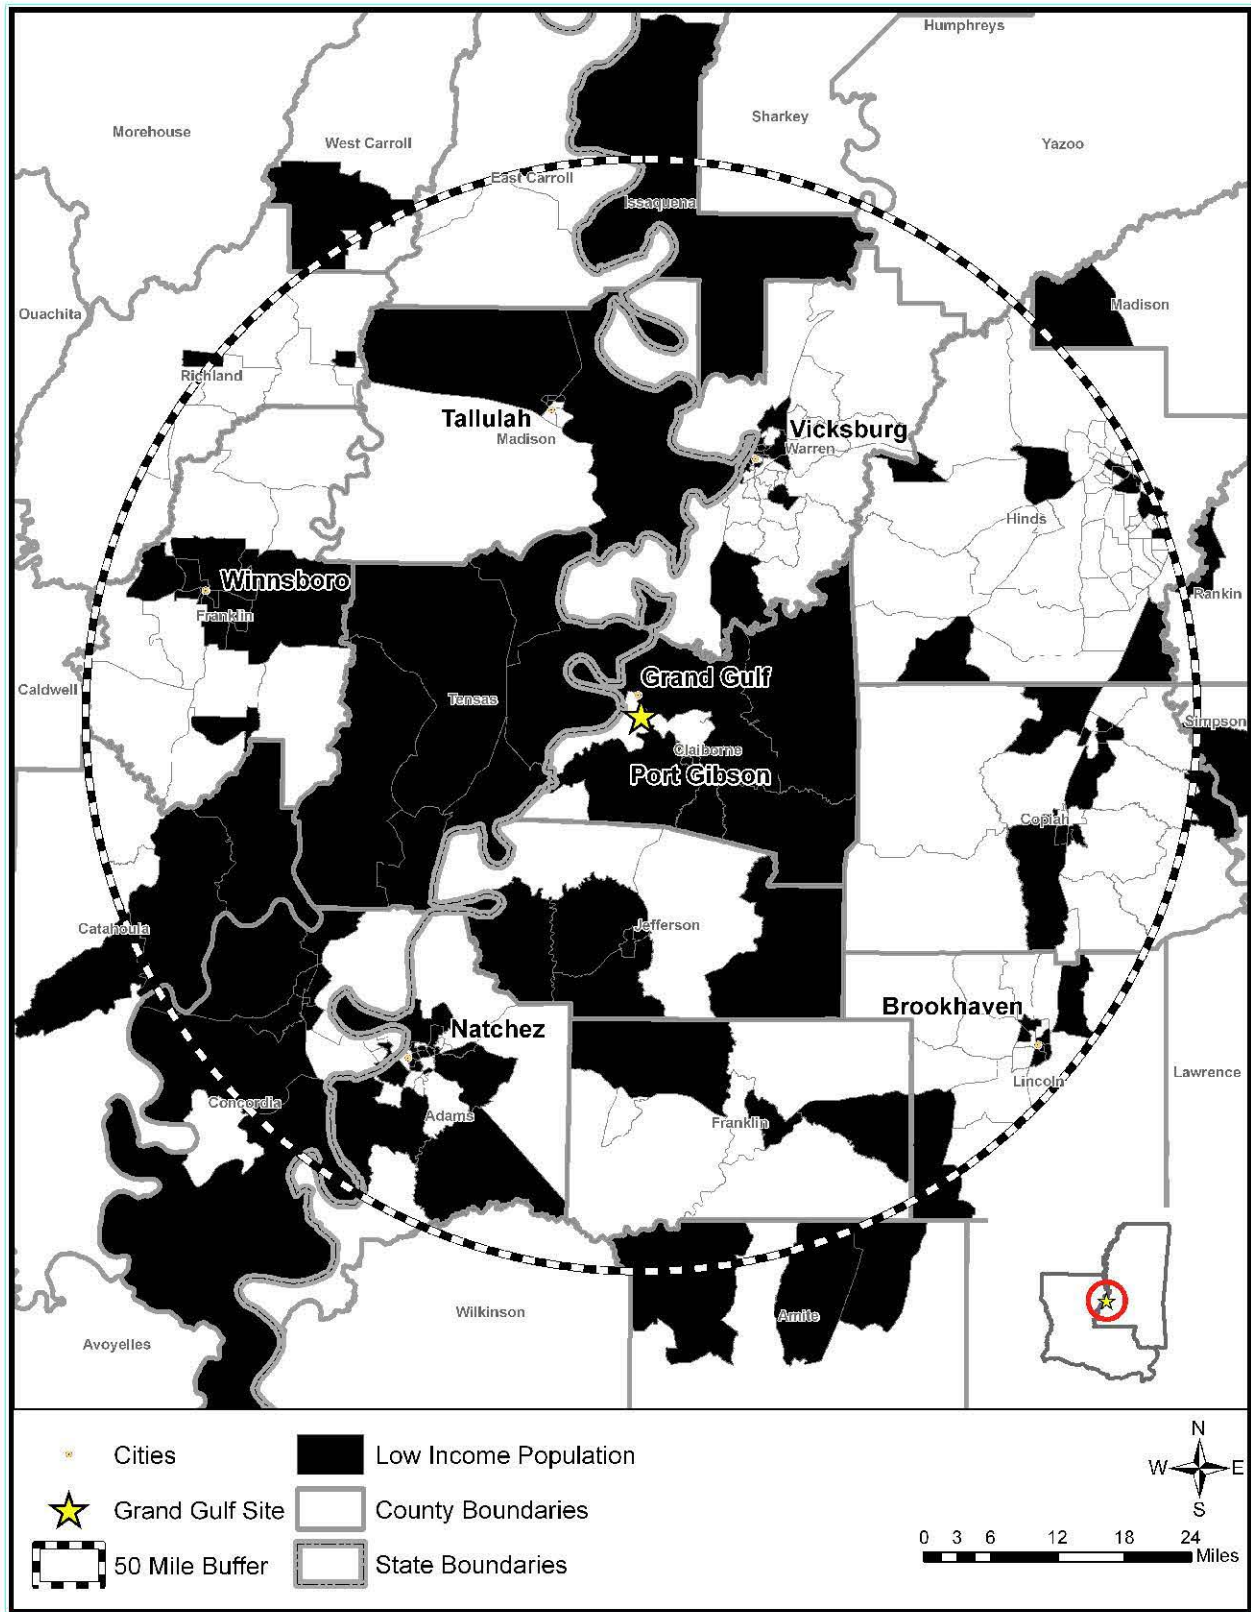 Humphreys
Sharkey
Morehouse
West Carroll
Yazoo
East Carroll
Issaquena
Ouachita
Madison
Richland
Tallulah
Madison
Vicksburg
Warren
Hinds
Winnsboro
Franklin
Rankin
Caldwell
Grand Gulf
Tensas
Simpson
Claiborne
Port Gibson
Copiah
Catahoula
Jefferson
Brookhaven
Natchez
Lawrence
Lincoln
Concordia
Adams
Franklin
Wilkinson
Amite
Avoyelles
Cities
Low Income Population
Grand Gulf Site
County Boundaries
50 Mile Buffer
State Boundaries
N
W E
S
0 3 6 12 18 24
Miles